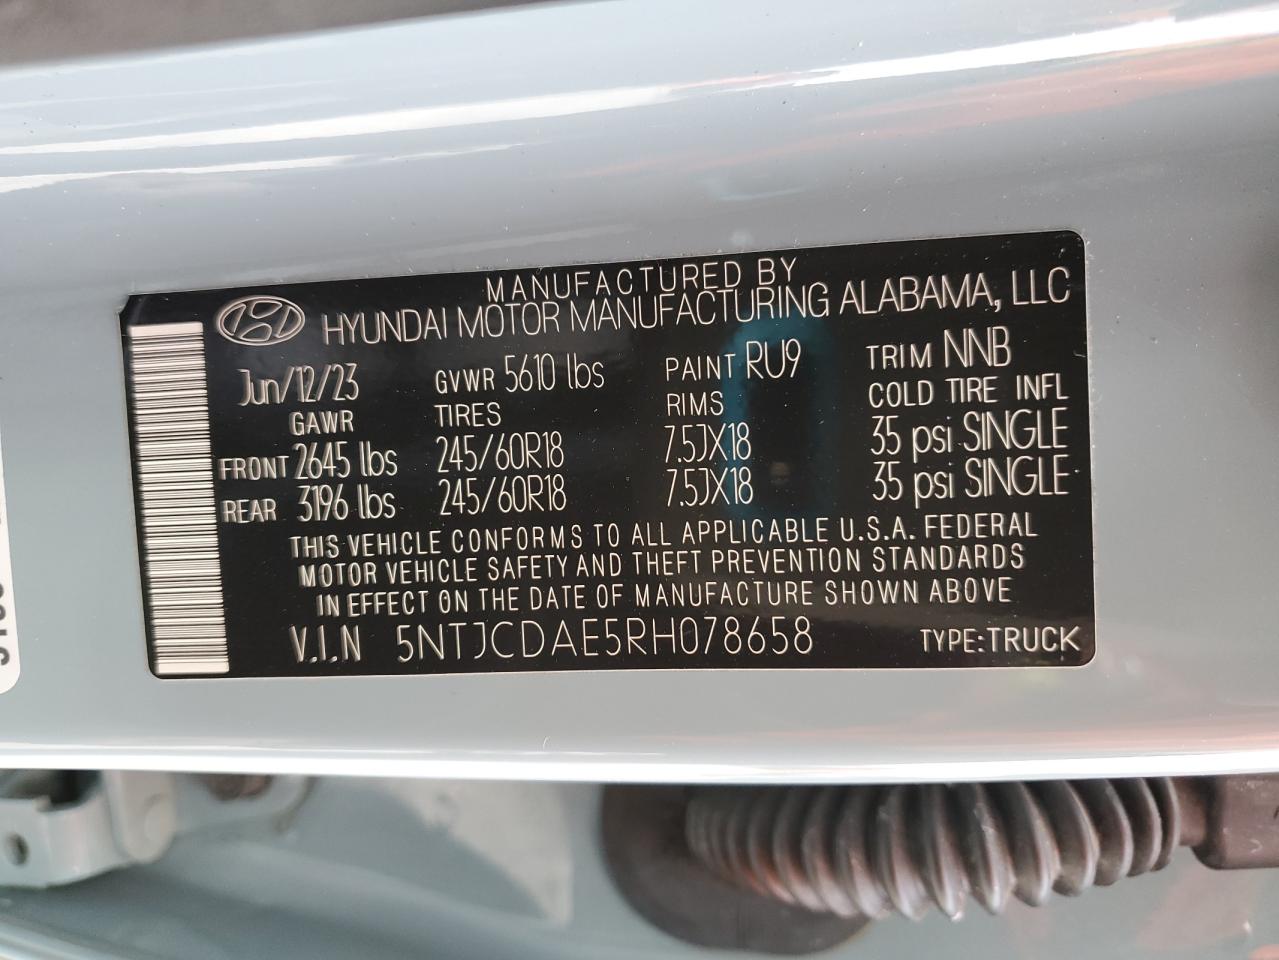 MANUFACTURED BY
HYUNDAI MOTOR MANUFACTURING ALABAMA, LLC
Jun/12/23 GVWR 5610 lbs PAINT RU9 TRIM NNB
GAWR TIRES RIMS COLD TIRE INFL
FRONT 2645 lbs 245/60R18 7.5JX18 35 psi SINGLE
REAR 3196 lbs 245/60R18 7.5JX18 35 psi SINGLE
THIS VEHICLE CONFORMS TO ALL APPLICABLE U.S.A. FEDERAL
MOTOR VEHICLE SAFETY AND THEFT PREVENTION STANDARDS
IN EFFECT ON THE DATE OF MANUFACTURE SHOWN ABOVE
V.I.N 5NTJCDAE5RH078658 TYPE:TRUCK